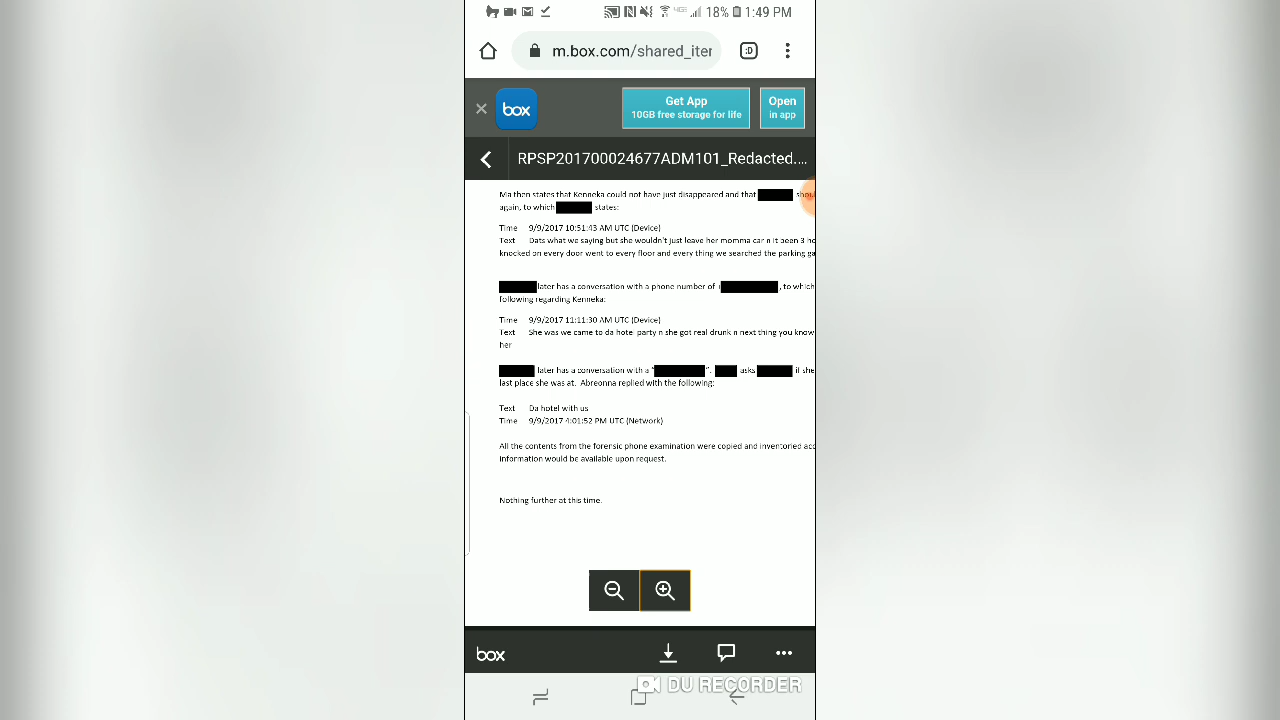 18% 1:49 PM
m.box.com/shared_iter :D
box Get App Open
10GB free storage for life in app
RPSP201700024677ADM101_Redacted....
Ma then states that Kenneka could not have just disappeared and that shou
again, to which states:
Time 9/9/2017 10:51:43 AM UTC (Device)
Text Dats what we saying but she wouldn't just leave her momma car n it been 3 ho
knocked on every door went to every floor and every thing we searched the parking ga
later has a conversation with a phone number of , to which
following regarding Kenneka:
Time 9/9/2017 11:11:30 AM UTC (Device)
Text She was we came to da hotel party n she got real drunk n next thing you know
her
later has a conversation with a " ". asks if she
last place she was at. Abreonna replied with the following:
Text Da hotel with us
Time 9/9/2017 4:01:52 PM UTC (Network)
All the contents from the forensic phone examination were copied and inventoried acc
information would be available upon request.
Nothing further at this time.
box
DU RECORDER